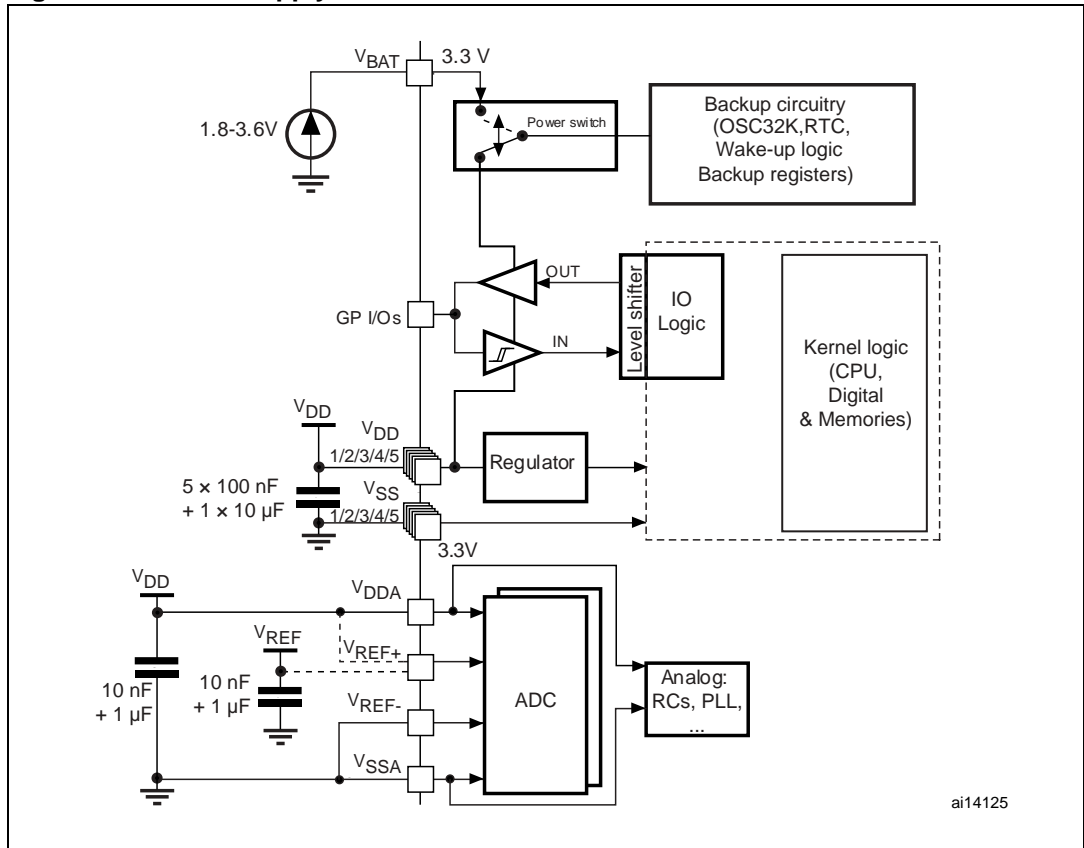 VBAT
3.3 V
1.8-3.6V
Power switch
Backup circuitry
(OSC32K,RTC,
Wake-up logic
Backup registers)
GP I/Os
OUT
IN
Level shifter
IO
Logic
Kernel logic
(CPU,
Digital
& Memories)
VDD
VDD
1/2/3/4/5
Regulator
5 × 100 nF
+ 1 × 10 µF
VSS
1/2/3/4/5
3.3V
VDD
VDDA
VREF
VREF+
10 nF
+ 1 µF
10 nF
+ 1 µF
VREF-
VSSA
ADC
Analog:
RCs, PLL,
...
ai14125